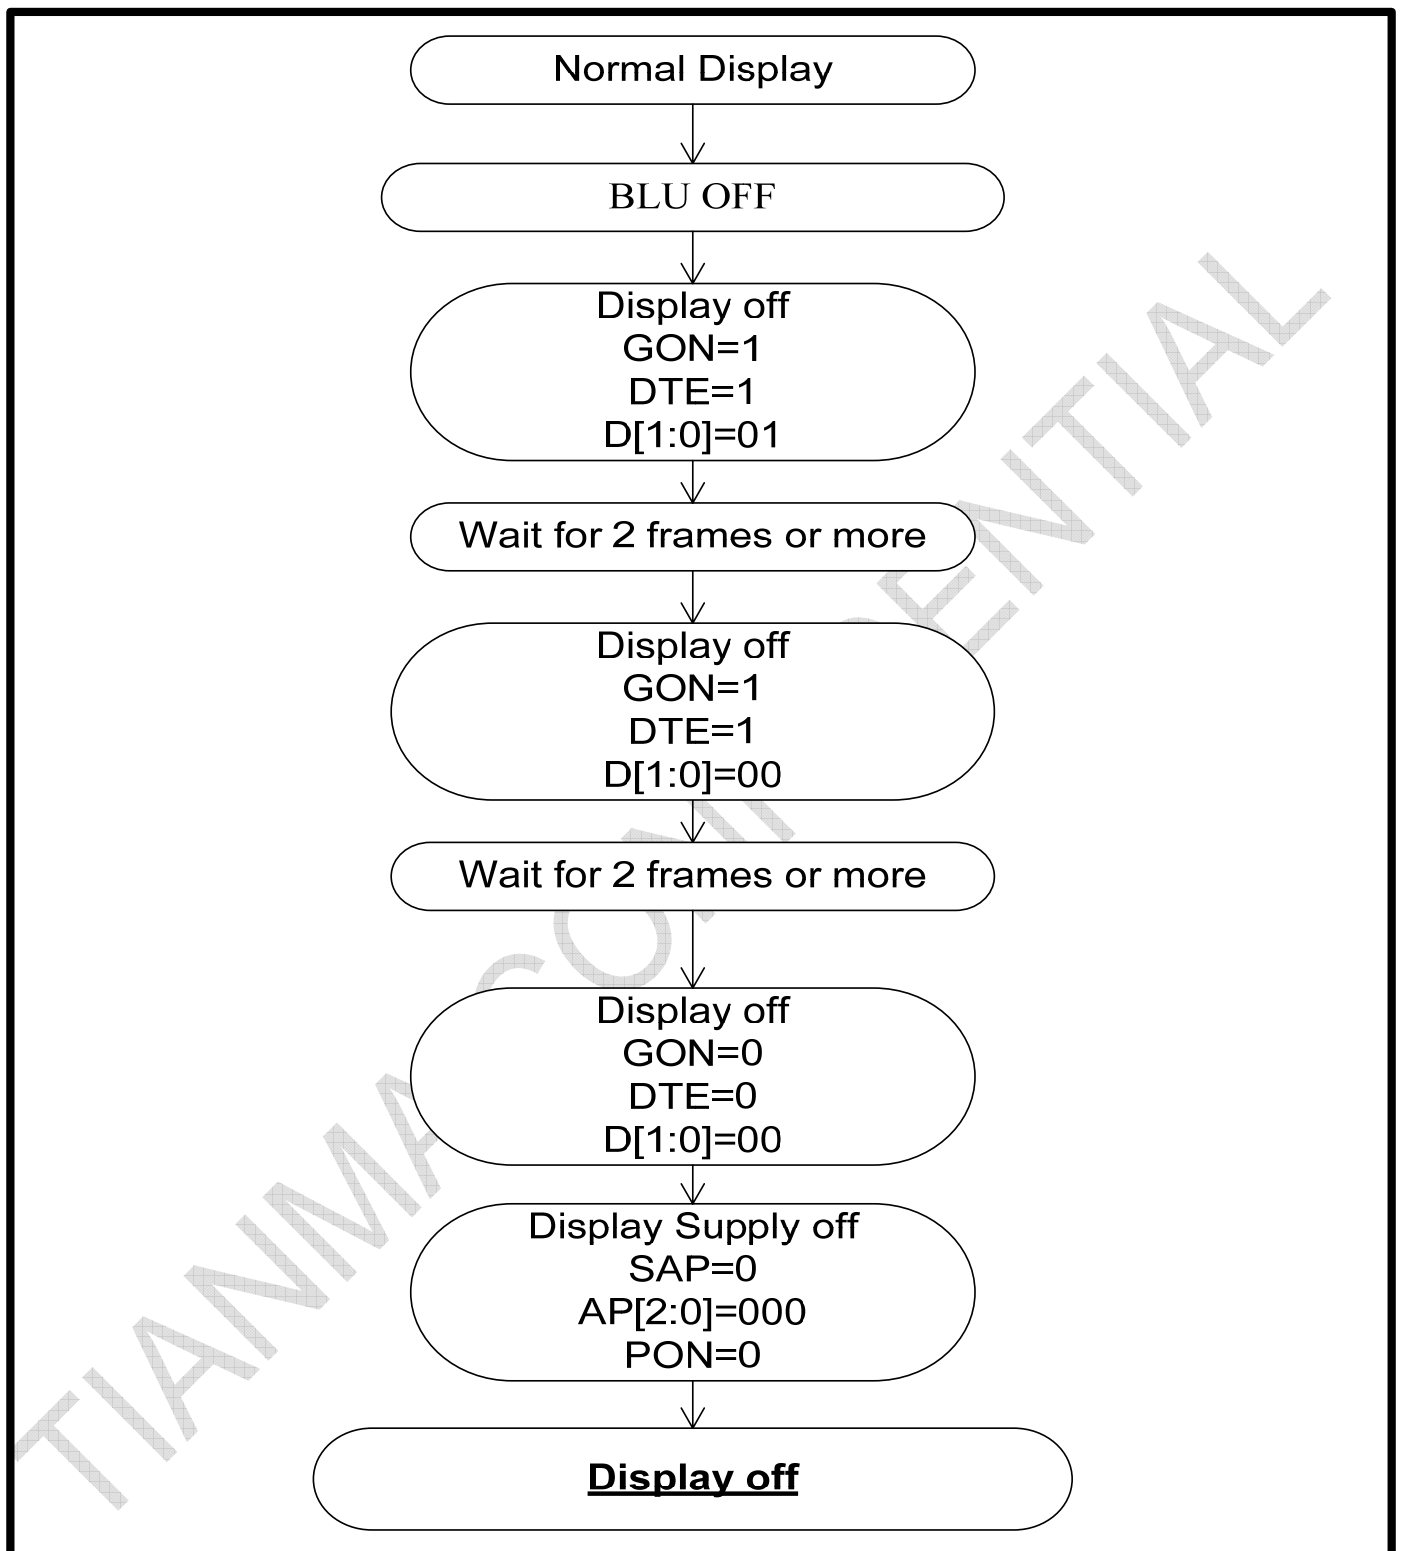 Normal Display
BLU OFF
Display off
GON=1
DTE=1
D[1:0]=01
Wait for 2 frames or more
Display off
GON=1
DTE=1
D[1:0]=00
Wait for 2 frames or more
Display off
GON=0
DTE=0
D[1:0]=00
Display Supply off
SAP=0
AP[2:0]=000
PON=0
Display off
TIANMA CONFIDENTIAL